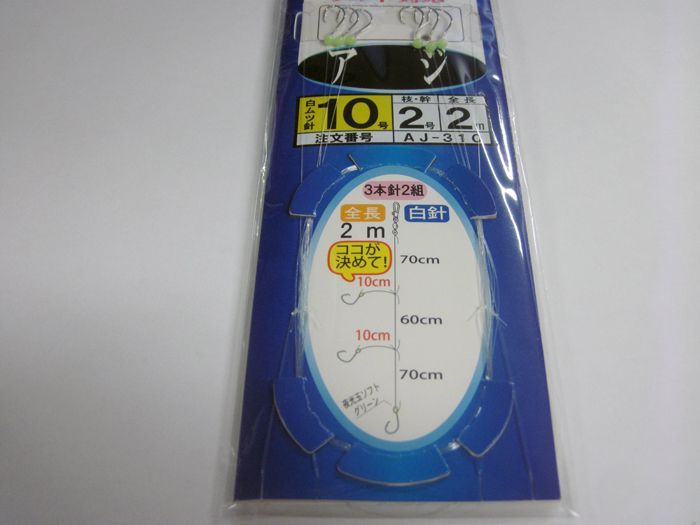 アジ
白ムツ針 10号 枝・幹 2号 全長 2m
注文番号 AJ-310
3本針2組
全長 白針
2 m
ココが
決めて!
70cm
10cm
60cm
10cm
70cm
夜光玉ソフト
グリーン